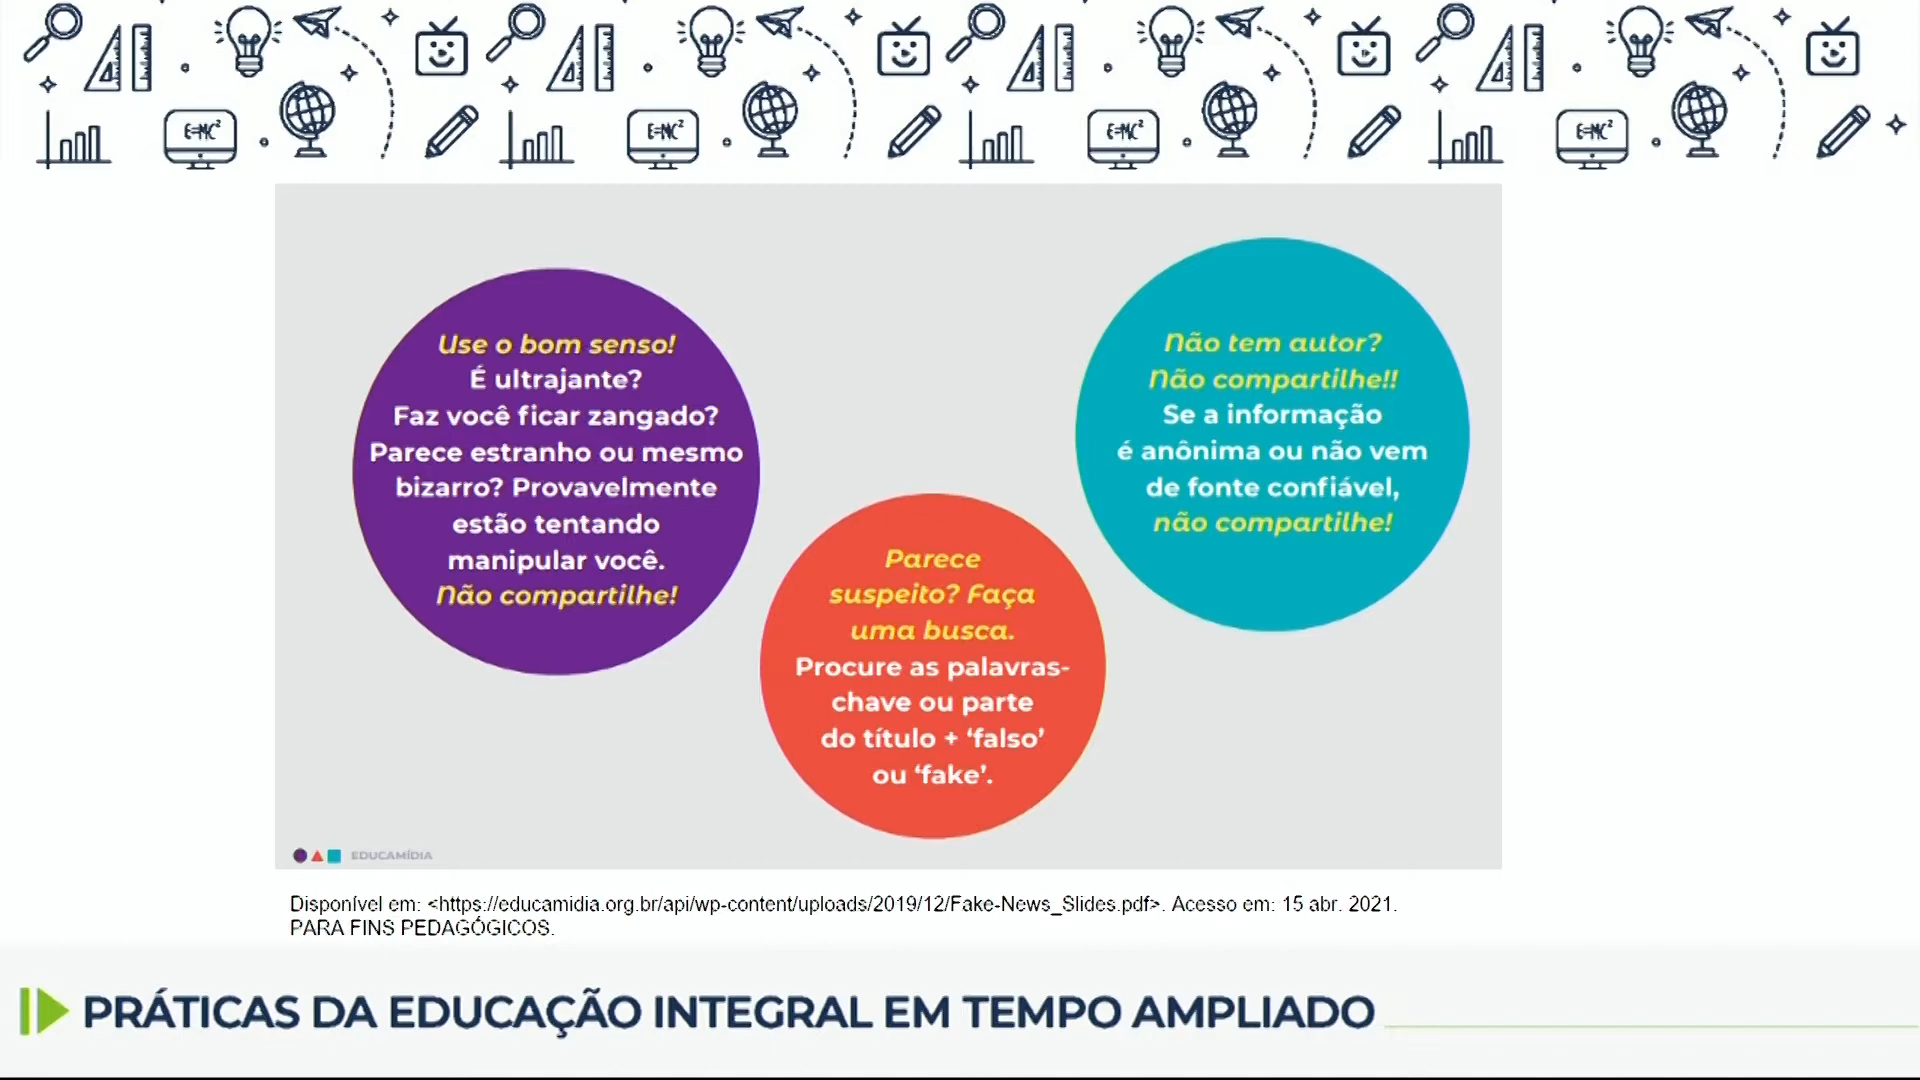 E=MC²
E=MC²
E=MC²
E=MC²
Use o bom senso!
É ultrajante?
Faz você ficar zangado?
Parece estranho ou mesmo
bizarro? Provavelmente
estão tentando
manipular você.
Não compartilhe!
Parece
suspeito? Faça
uma busca.
Procure as palavras-
chave ou parte
do título + ‘falso’
ou ‘fake’.
Não tem autor?
Não compartilhe!!
Se a informação
é anônima ou não vem
de fonte confiável,
não compartilhe!
EDUCAMÍDIA
Disponível em: <https://educamidia.org.br/api/wp-content/uploads/2019/12/Fake-News_Slides.pdf>. Acesso em: 15 abr. 2021.
PARA FINS PEDAGÓGICOS.
PRÁTICAS DA EDUCAÇÃO INTEGRAL EM TEMPO AMPLIADO